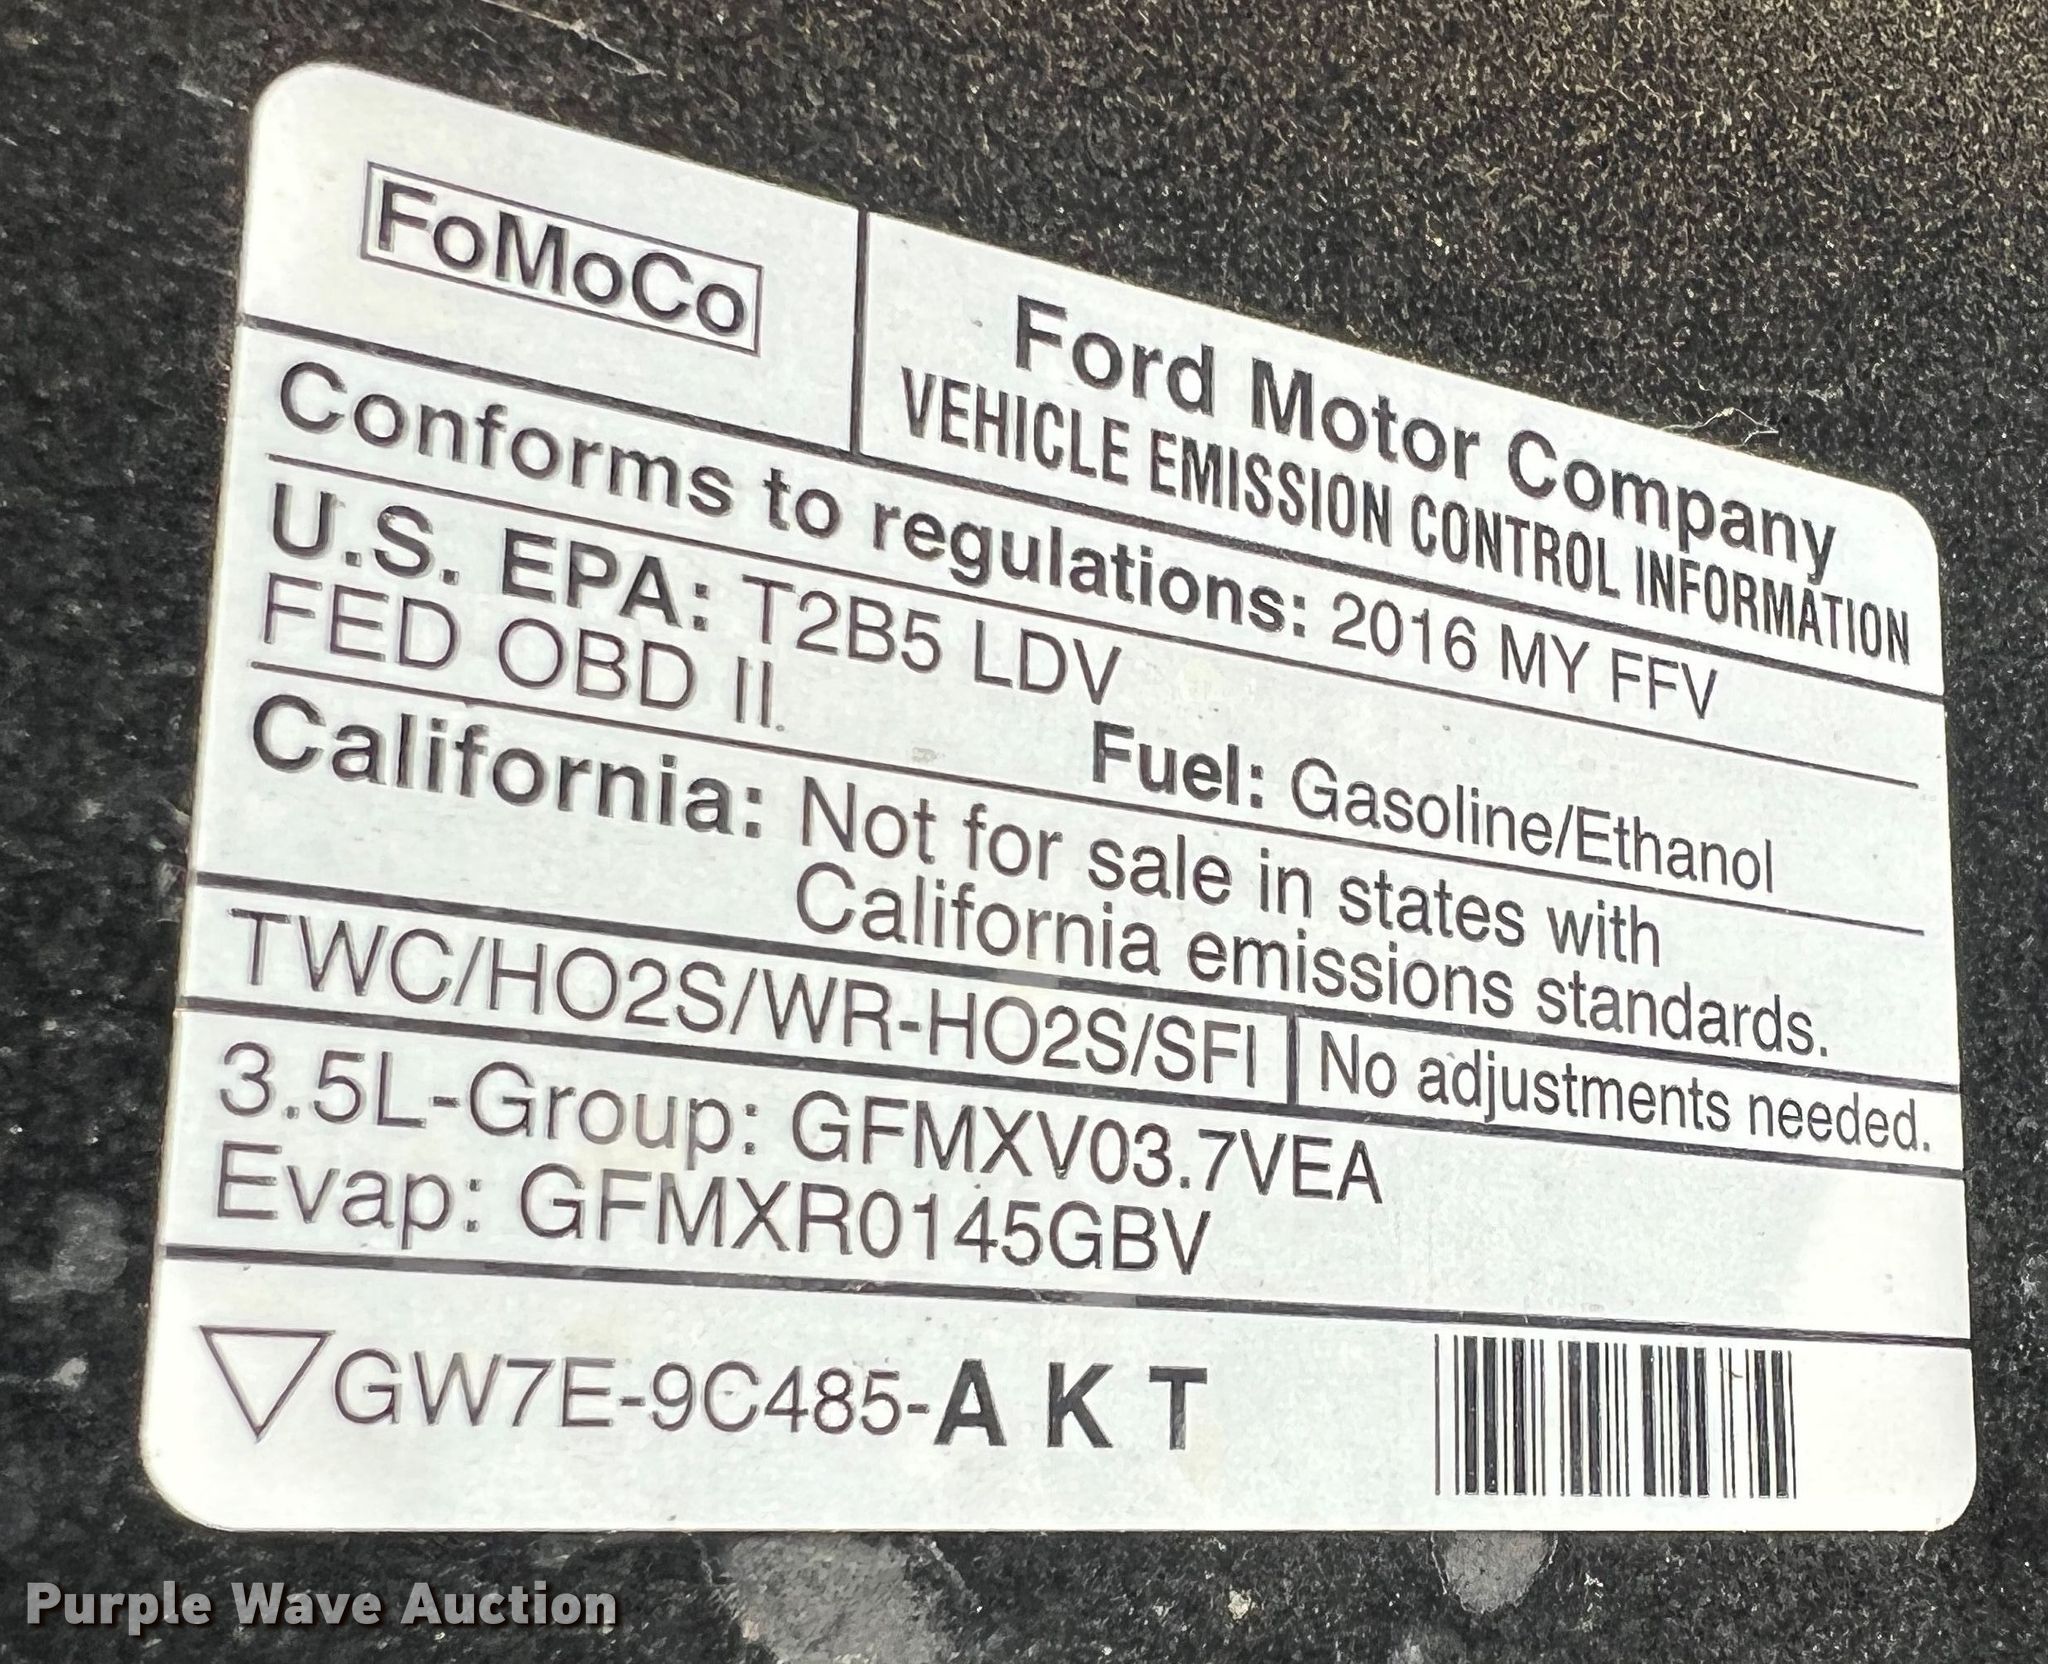 FoMoCo
Ford Motor Company
VEHICLE EMISSION CONTROL INFORMATION
Conforms to regulations: 2016 MY FFV
U.S. EPA: T2B5 LDV
FED OBD II
Fuel: Gasoline/Ethanol
California: Not for sale in states with
California emissions standards.
TWC/HO2S/WR-HO2S/SFI
No adjustments needed.
3.5L-Group: GFMXV03.7VEA
Evap: GFMXR0145GBV
GW7E-9C485-A K T
Purple Wave Auction